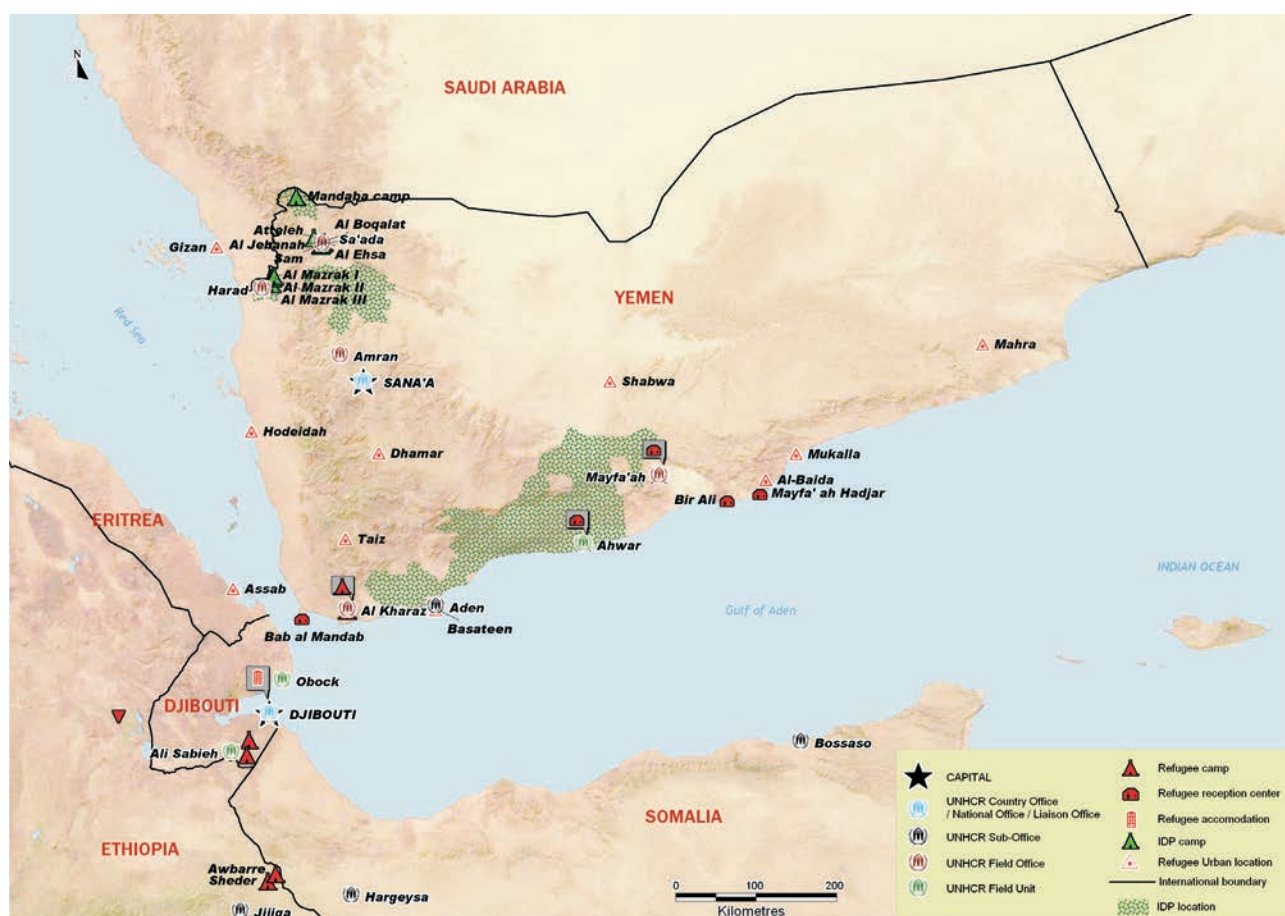 N
SAUDI ARABIA
Mandaba camp
Attoleh
Al Boqalat
Gizan
Al Jebanah
Sa'ada
Sam
Al Ehsa
Al Mazrak I
Harad
Al Mazrak II
Al Mazrak III
YEMEN
Red Sea
Amran
Mahra
SANA'A
Shabwa
Hodeidah
Dhamar
Mukalla
Mayfa'ah
Al-Baida
Bir Ali
Mayfa' ah Hadjar
ERITREA
Taiz
Ahwar
INDIAN OCEAN
Assab
Al Kharaz
Aden
Gulf of Aden
Bab al Mandab
Basateen
Obock
DJIBOUTI
DJIBOUTI
Ali Sabieh
Bossaso
SOMALIA
ETHIOPIA
Awbarre
Sheder
Hargeysa
Jijiga
0 100 200
Kilometres
CAPITAL
UNHCR Country Office
/ National Office / Liaison Office
UNHCR Sub-Office
UNHCR Field Office
UNHCR Field Unit
Refugee camp
Refugee reception center
Refugee accomodation
IDP camp
Refugee Urban location
International boundary
IDP location